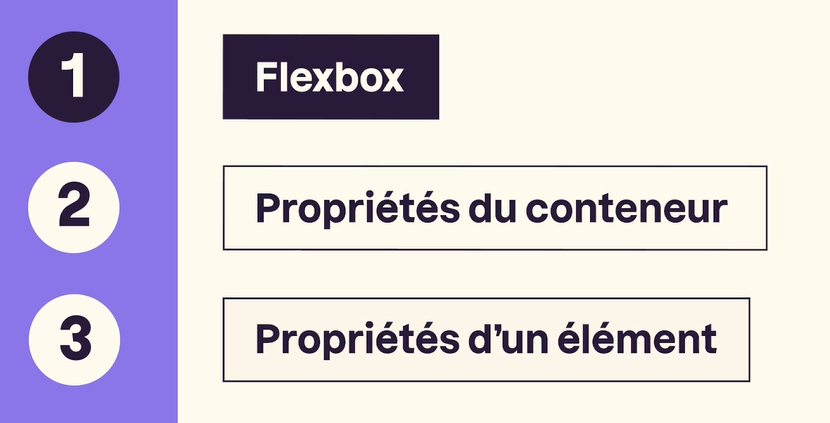 1 Flexbox
2 Propriétés du conteneur
3 Propriétés d’un élément